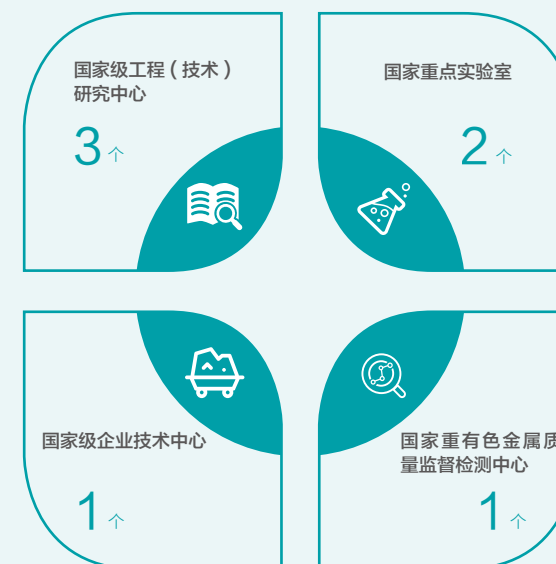 国家级工程（技术）
研究中心
3个
国家重点实验室
2个
国家级企业技术中心
1个
国家重有色金属质
量监督检测中心
1个